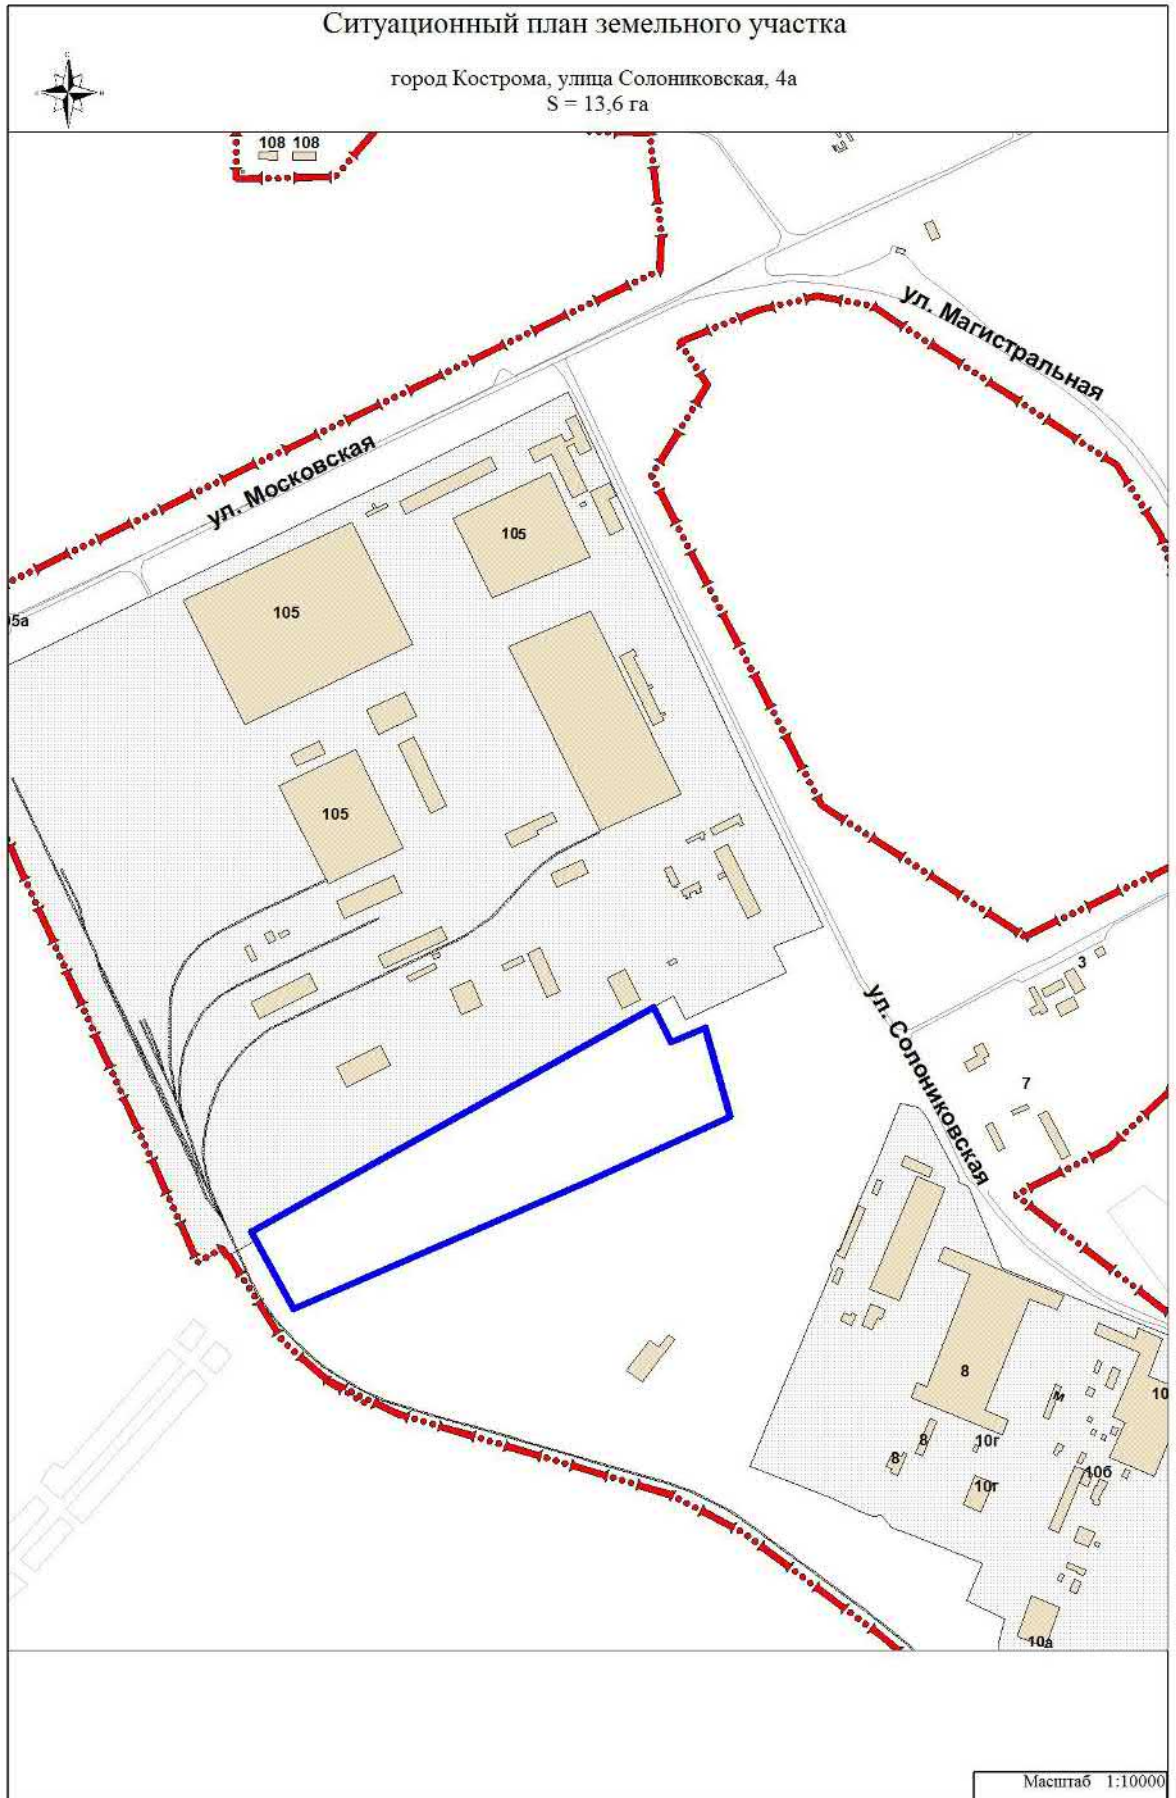 Ситуационный план земельного участка
город Кострома, улица Солониковская, 4а
S = 13,6 га
108 108
ул. Магистральная
ул. Московская
105
105
5а
105
3
ул. Солониковская
7
8
10
м
8
10г
8
10г
10б
10а
Масштаб 1:10000